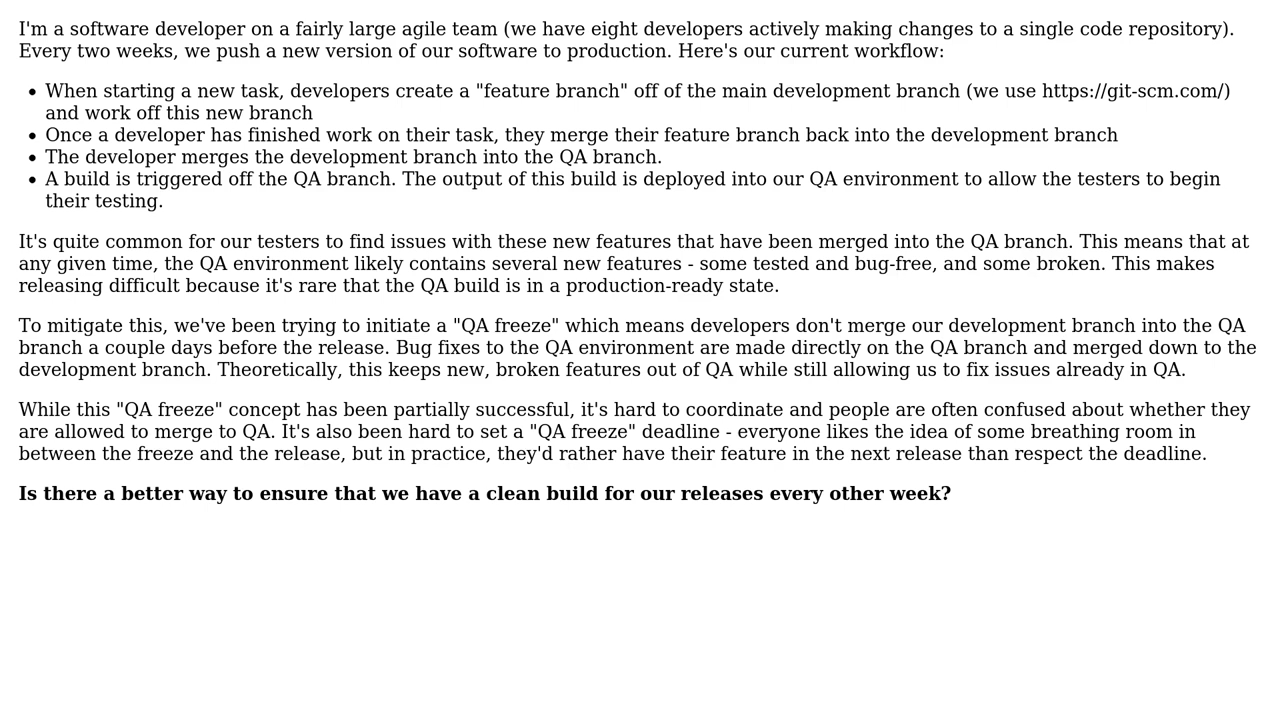 I'm a software developer on a fairly large agile team (we have eight developers actively making changes to a single code repository).
Every two weeks, we push a new version of our software to production. Here's our current workflow:
• When starting a new task, developers create a "feature branch" off of the main development branch (we use https://git-scm.com/)
and work off this new branch
• Once a developer has finished work on their task, they merge their feature branch back into the development branch
• The developer merges the development branch into the QA branch.
• A build is triggered off the QA branch. The output of this build is deployed into our QA environment to allow the testers to begin
their testing.
It's quite common for our testers to find issues with these new features that have been merged into the QA branch. This means that at
any given time, the QA environment likely contains several new features - some tested and bug-free, and some broken. This makes
releasing difficult because it's rare that the QA build is in a production-ready state.
To mitigate this, we've been trying to initiate a "QA freeze" which means developers don't merge our development branch into the QA
branch a couple days before the release. Bug fixes to the QA environment are made directly on the QA branch and merged down to the
development branch. Theoretically, this keeps new, broken features out of QA while still allowing us to fix issues already in QA.
While this "QA freeze" concept has been partially successful, it's hard to coordinate and people are often confused about whether they
are allowed to merge to QA. It's also been hard to set a "QA freeze" deadline - everyone likes the idea of some breathing room in
between the freeze and the release, but in practice, they'd rather have their feature in the next release than respect the deadline.
Is there a better way to ensure that we have a clean build for our releases every other week?